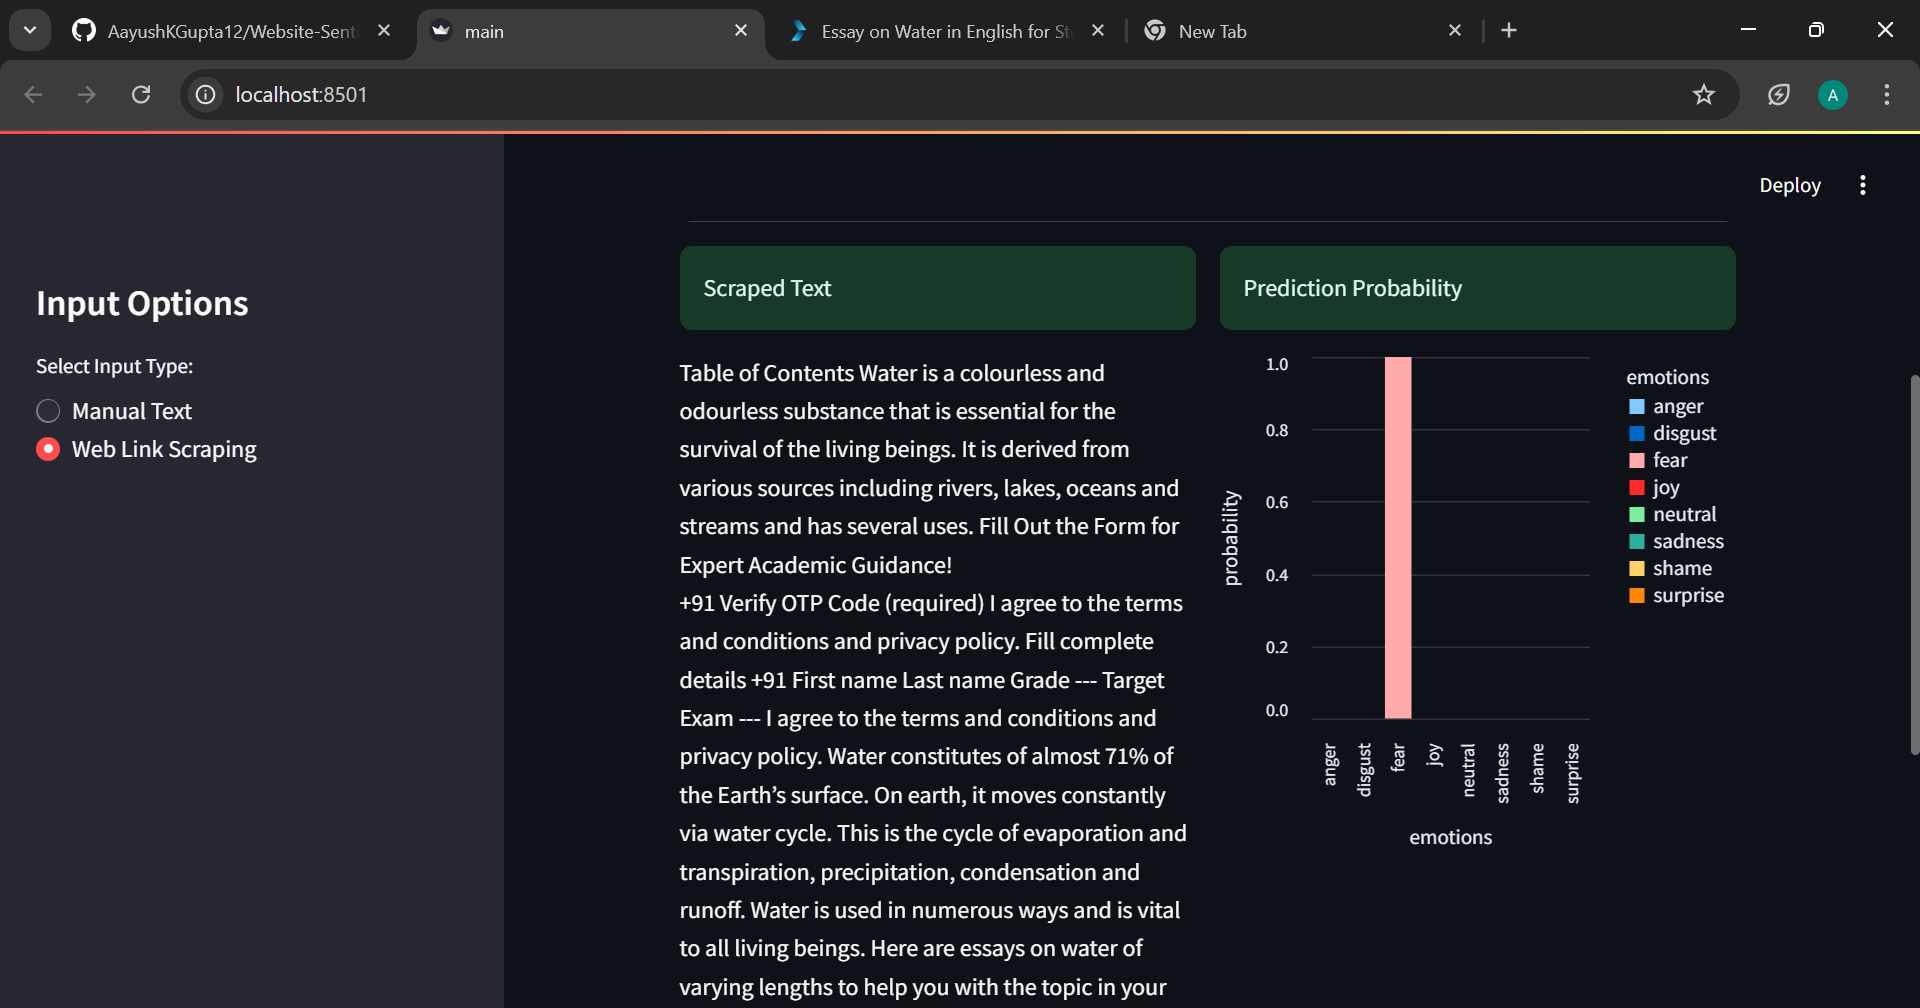 AayushKGupta12/Website-Senti
main
Essay on Water in English for St
New Tab
localhost:8501
A
Deploy
Input Options
Select Input Type:
Manual Text
Web Link Scraping
Scraped Text
Table of Contents Water is a colourless and
odourless substance that is essential for the
survival of the living beings. It is derived from
various sources including rivers, lakes, oceans and
streams and has several uses. Fill Out the Form for
Expert Academic Guidance!
+91 Verify OTP Code (required) I agree to the terms
and conditions and privacy policy. Fill complete
details +91 First name Last name Grade --- Target
Exam --- I agree to the terms and conditions and
privacy policy. Water constitutes of almost 71% of
the Earth’s surface. On earth, it moves constantly
via water cycle. This is the cycle of evaporation and
transpiration, precipitation, condensation and
runoff. Water is used in numerous ways and is vital
to all living beings. Here are essays on water of
varying lengths to help you with the topic in your
Prediction Probability
1.0
0.8
0.6
0.4
0.2
0.0
probability
anger
disgust
fear
joy
neutral
sadness
shame
surprise
emotions
emotions
anger
disgust
fear
joy
neutral
sadness
shame
surprise